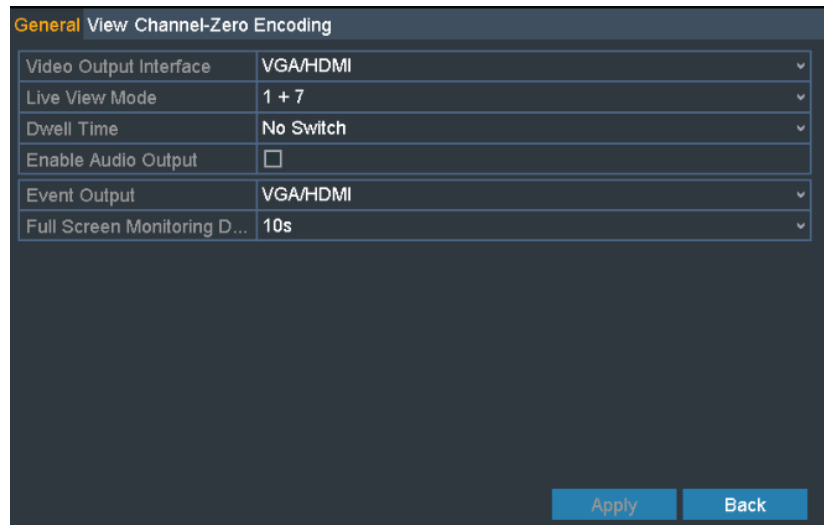 General View Channel-Zero Encoding
Video Output Interface VGA/HDMI
Live View Mode 1 + 7
Dwell Time No Switch
Enable Audio Output
Event Output VGA/HDMI
Full Screen Monitoring D... 10s
Apply Back